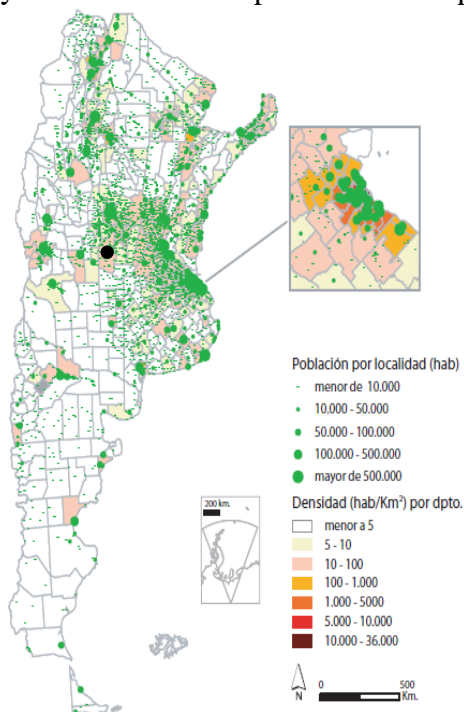 200 km.
Población por localidad (hab)
menor de 10.000
10.000 - 50.000
50.000 - 100.000
100.000 - 500.000
mayor de 500.000
Densidad (hab/Km²) por dpto.
menor a 5
5 - 10
10 - 100
100 - 1.000
1.000 - 5000
5.000 - 10.000
10.000 - 36.000
N
0 500
Km.